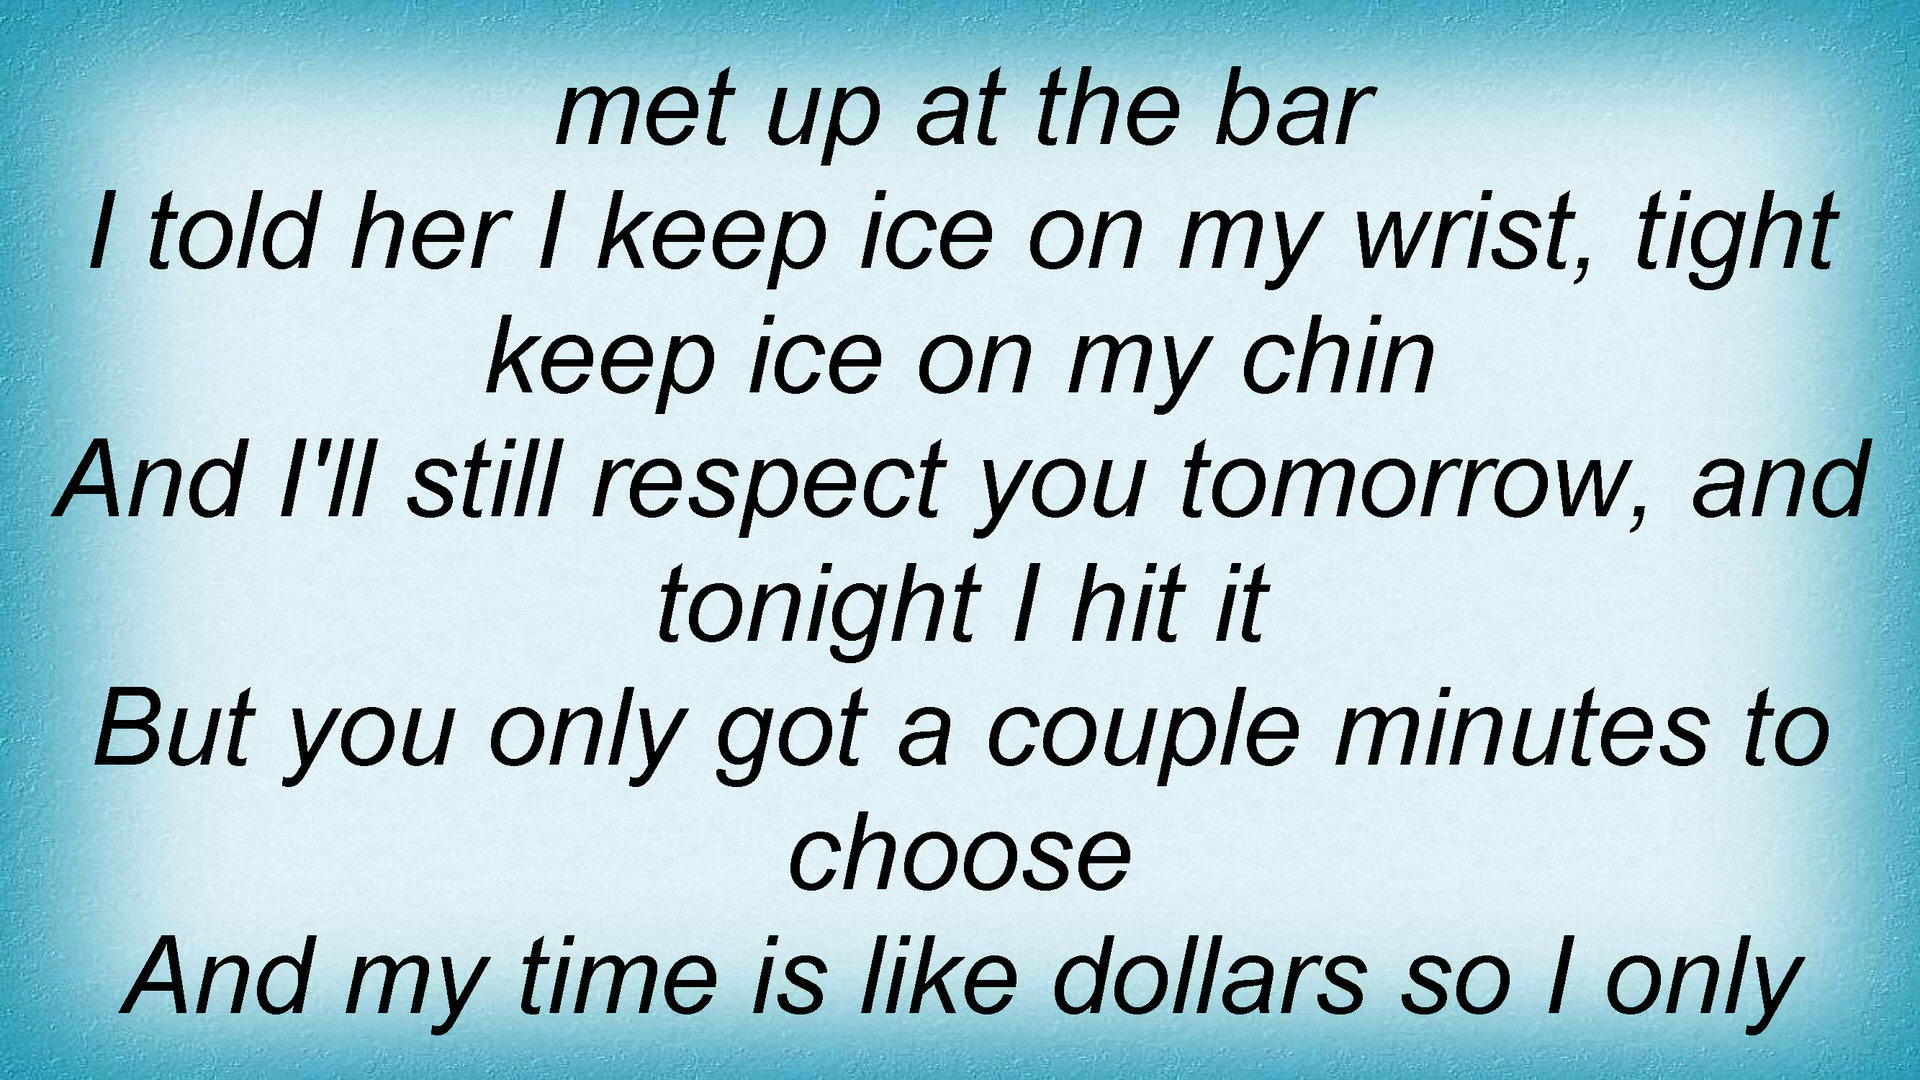 met up at the bar
I told her I keep ice on my wrist, tight
keep ice on my chin
And I'll still respect you tomorrow, and
tonight I hit it
But you only got a couple minutes to
choose
And my time is like dollars so I only